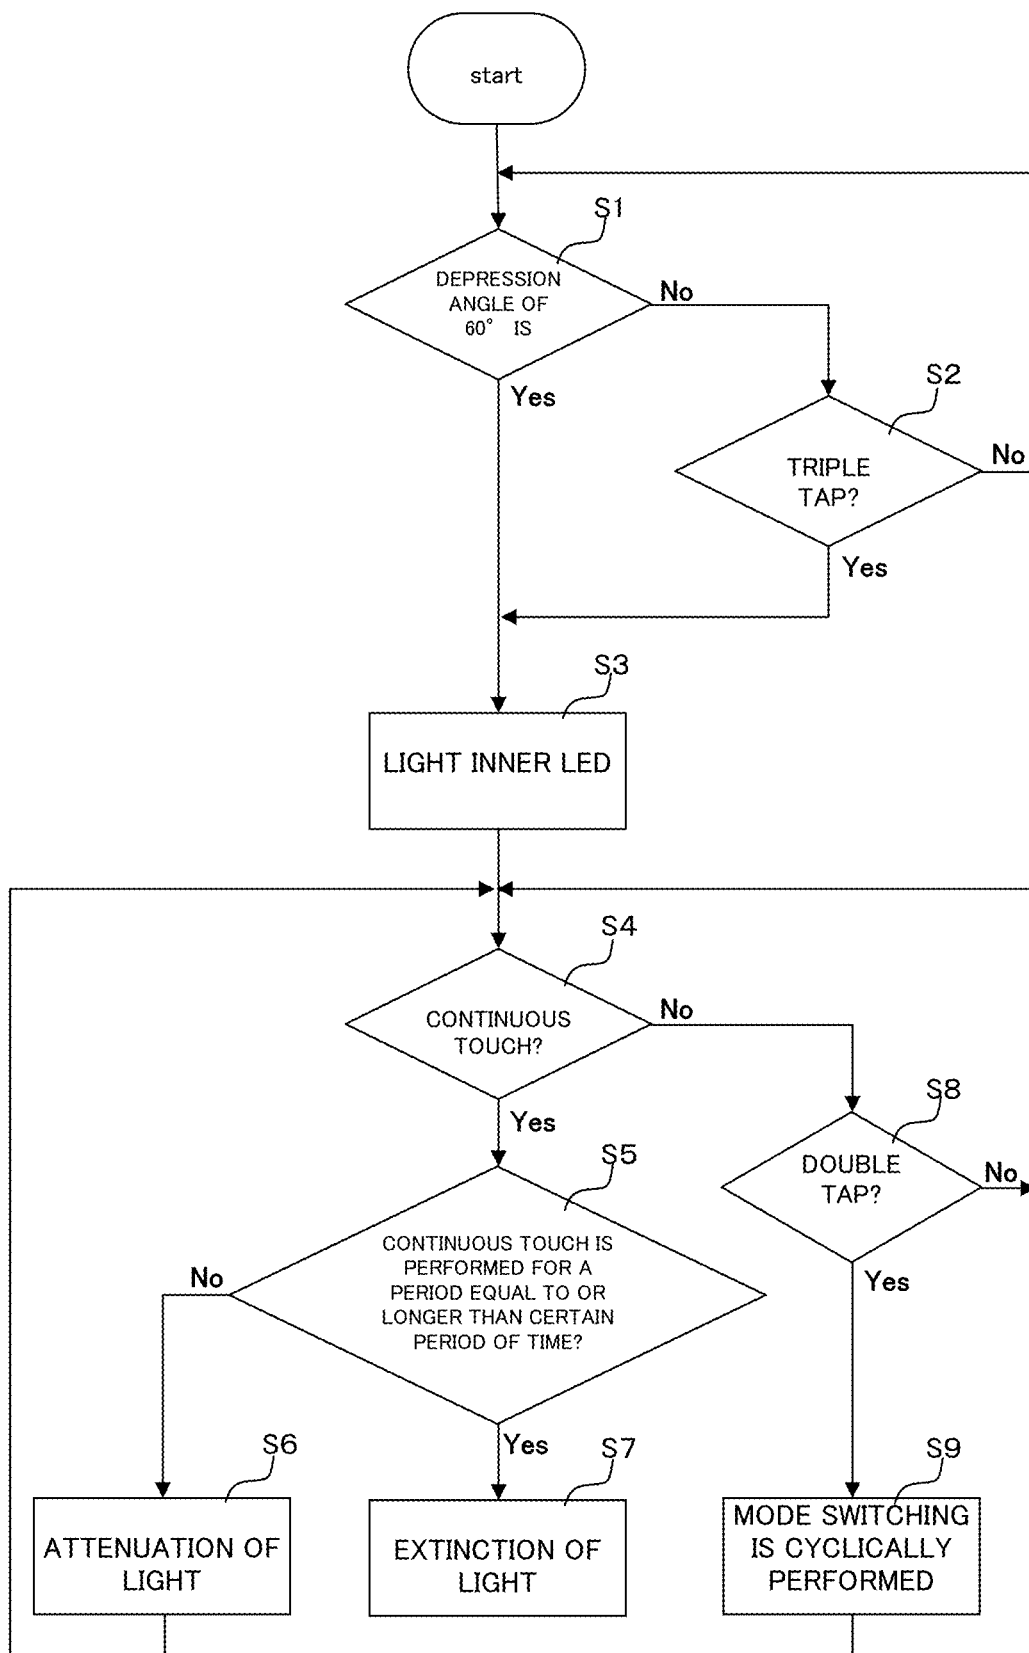 start
S1
DEPRESSION
ANGLE OF
60° IS
No
Yes
S2
TRIPLE
TAP?
No
Yes
S3
LIGHT INNER LED
S4
CONTINUOUS
TOUCH?
No
Yes
S8
DOUBLE
TAP?
No
Yes
S5
CONTINUOUS TOUCH IS
PERFORMED FOR A
PERIOD EQUAL TO OR
LONGER THAN CERTAIN
PERIOD OF TIME?
No
Yes
S6
ATTENUATION OF
LIGHT
S7
EXTINCTION OF
LIGHT
S9
MODE SWITCHING
IS CYCLICALLY
PERFORMED